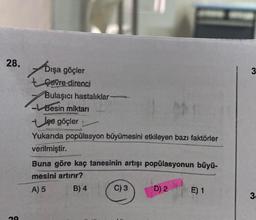 28.
Dışa göçler
Çevre direnci
Bulaşıcı hastalıklar
Besin miktarı
İçe göçler
Yukarıda popülasyon büyümesini etkileyen bazı faktörler
verilmiştir.
Buna göre kaç tanesinin artışı popülasyonun büyü-
mesini artırır?
A) 5 B) 4 C) 3 D) 2 E) 1